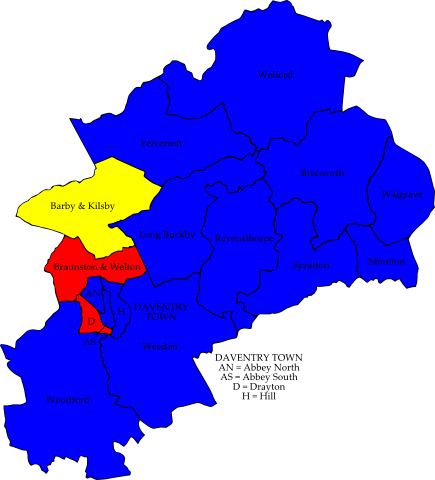 Welford
Yelvertoft
Brixworth
Walgrave
Barby & Kilsby
Long Buckby
Ravensthorpe
Moulton
Spratton
Braunston & Welton
AN
H
DAVENTRY
TOWN
D
AS
Weedon
Woodford
DAVENTRY TOWN
AN = Abbey North
AS = Abbey South
D = Drayton
H = Hill